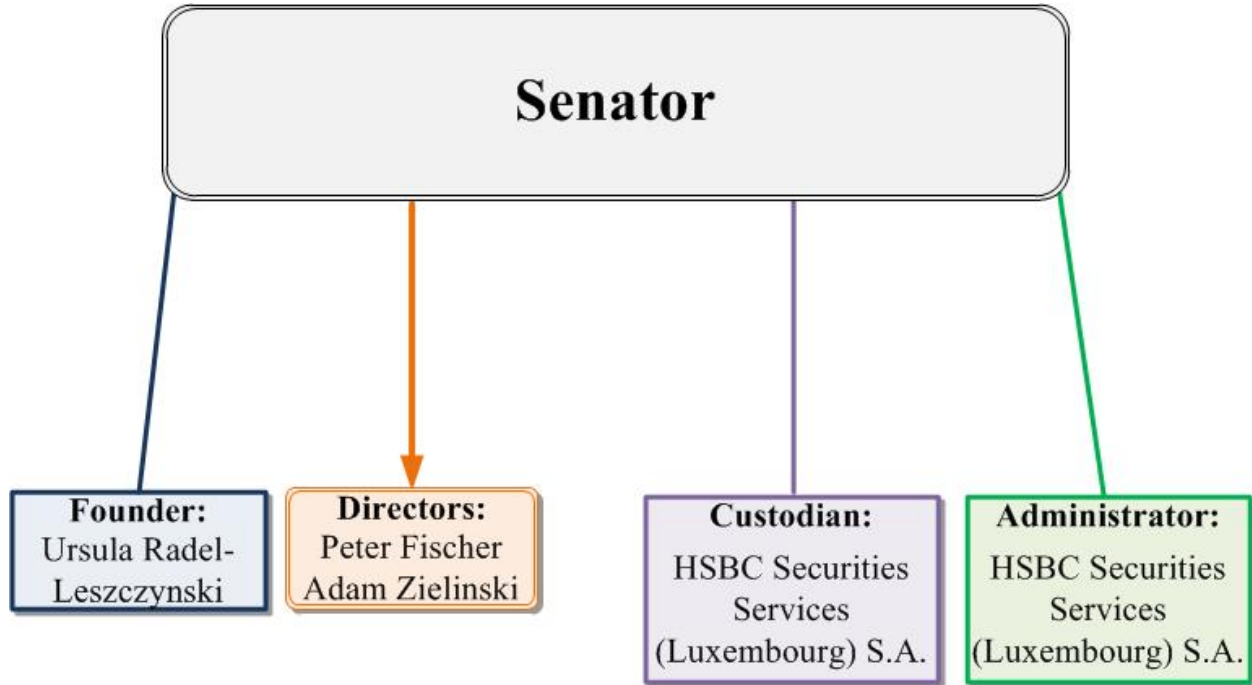 Senator
Founder:
Ursula Radel-
Leszczynski
Directors:
Peter Fischer
Adam Zielinski
Custodian:
HSBC Securities
Services
(Luxembourg) S.A.
Administrator:
HSBC Securities
Services
(Luxembourg) S.A.